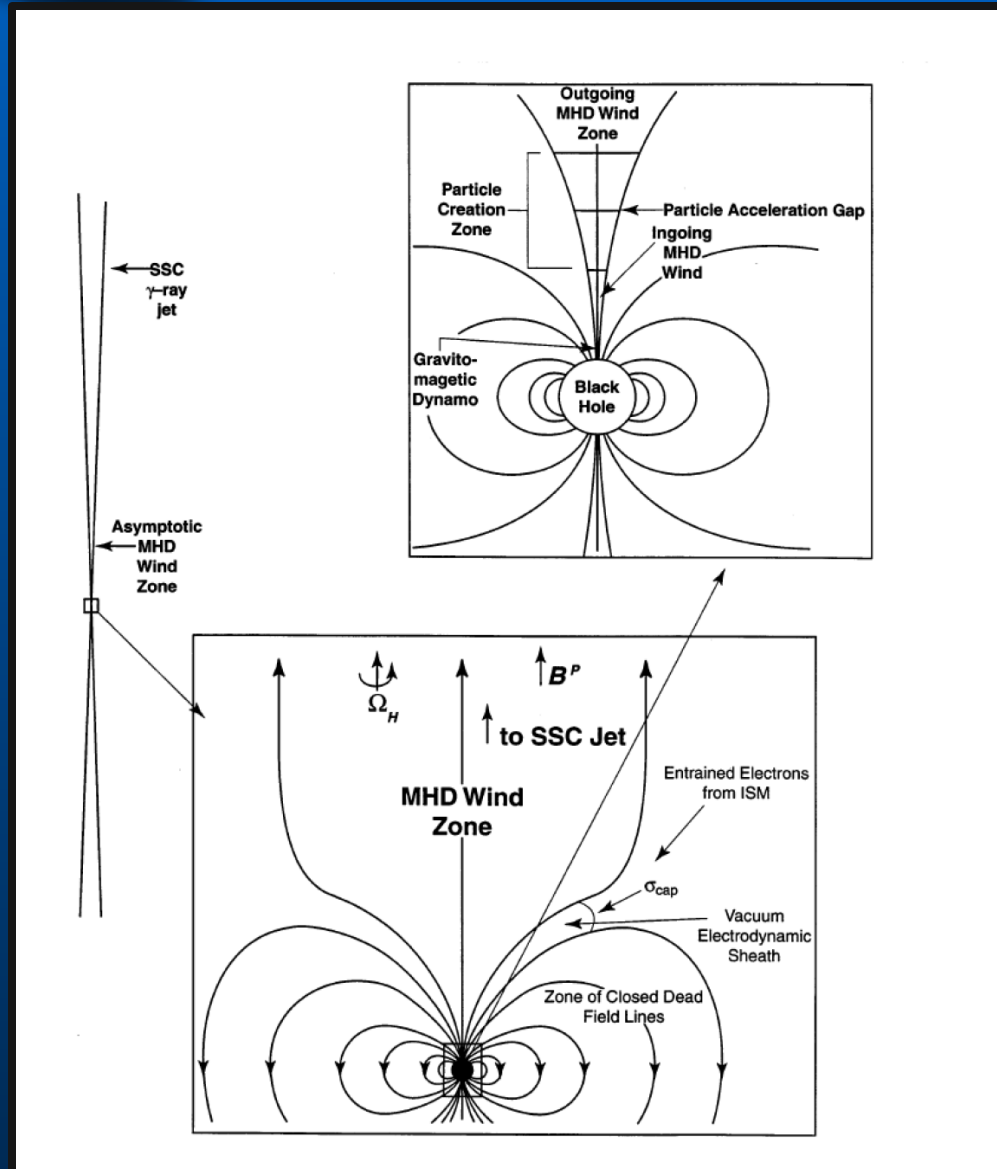 Outgoing
MHD Wind
Zone
Particle
Creation
Zone
Particle Acceleration Gap
Ingoing
MHD
Wind
Gravito-
magetic
Dynamo
Black
Hole
SSC
γ-ray
jet
Asymptotic
MHD
Wind
Zone
Ω_H
B^P
to SSC Jet
MHD Wind
Zone
Entrained Electrons
from ISM
σcap
Vacuum
Electrodynamic
Sheath
Zone of Closed Dead
Field Lines